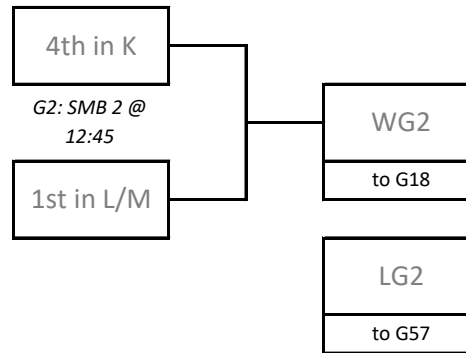 4th in K
G2: SMB 2 @
12:45
1st in L/M
WG2
to G18
LG2
to G57